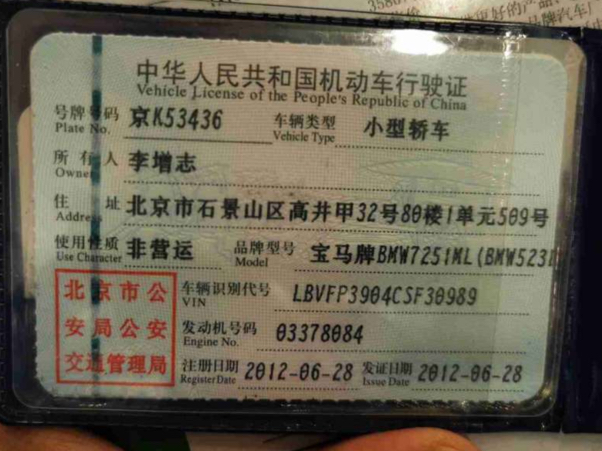 中华人民共和国机动车行驶证
Vehicle License of the People's Republic of China
号牌号码 京K53436 车辆类型 小型轿车
Plate No. Vehicle Type
所有人 李增志
Owner
住址 北京市石景山区高井甲32号80楼1单元509号
Address
使用性质 非营运 品牌型号 宝马牌BMW7251ML(BMW523I
Use Character Model
北京市公
安局公安
交通管理局
车辆识别代号 LBVFP3904CSF30989
VIN
发动机号码 03378084
Engine No.
注册日期 2012-06-28 发证日期 2012-06-28
Register Date Issue Date